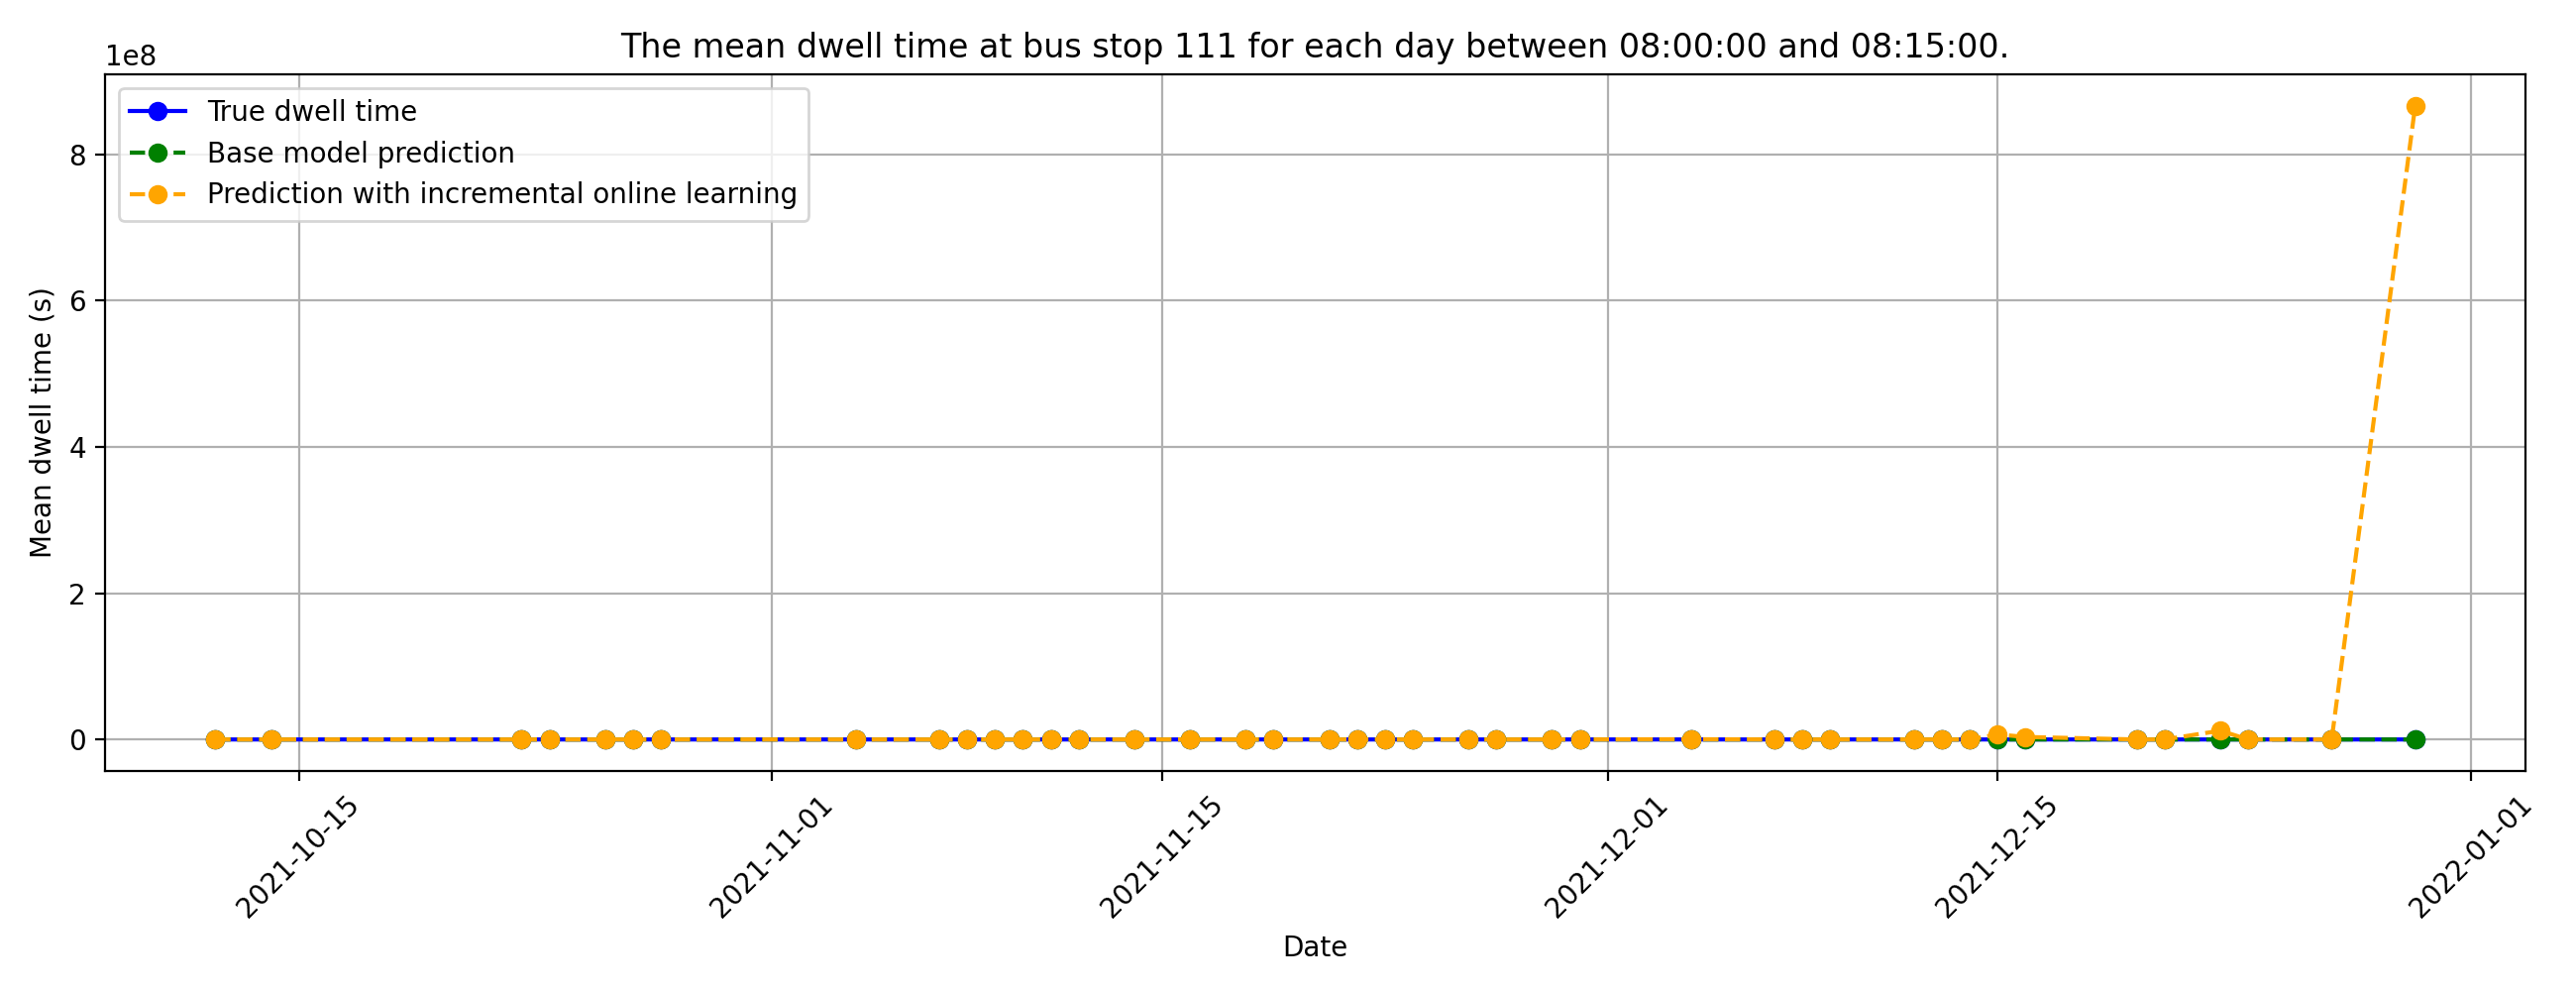 The mean dwell time at bus stop 111 for each day between 08:00:00 and 08:15:00.
1e8
True dwell time
Base model prediction
Prediction with incremental online learning
8
6
4
2
0
Mean dwell time (s)
2021-10-15
2021-11-01
2021-11-15
2021-12-01
2021-12-15
2022-01-01
Date